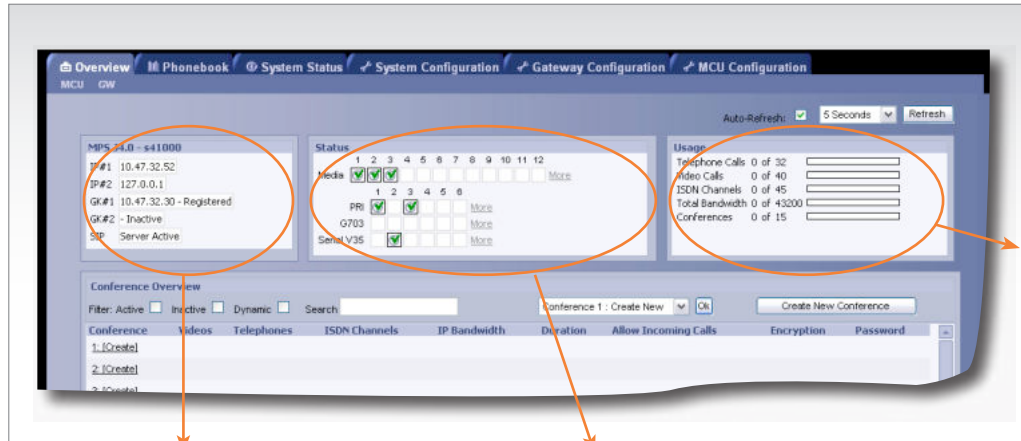 Overview Phonebook System Status System Configuration Gateway Configuration MCU Configuration
MCU GW
Auto-Refresh: 5 Seconds Refresh
MPS J4.0 - s41000
IP#1 10.47.32.52
IP#2 127.0.0.1
GK#1 10.47.32.30 - Registered
GK#2 - Inactive
SIP Server Active
Status
1 2 3 4 5 6 7 8 9 10 11 12
Media More
1 2 3 4 5 6
PRI More
G703 More
Serial V35 More
Usage
Telephone Calls 0 of 32
Video Calls 0 of 40
ISDN Channels 0 of 45
Total Bandwidth 0 of 43200
Conferences 0 of 15
Conference Overview
Filter: Active Inactive Dynamic Search Conference 1 : Create New Ok Create New Conference
Conference Videos Telephones ISDN Channels IP Bandwidth Duration Allow Incoming Calls Encryption Password
1: [Create]
2: [Create]
3: [Create]